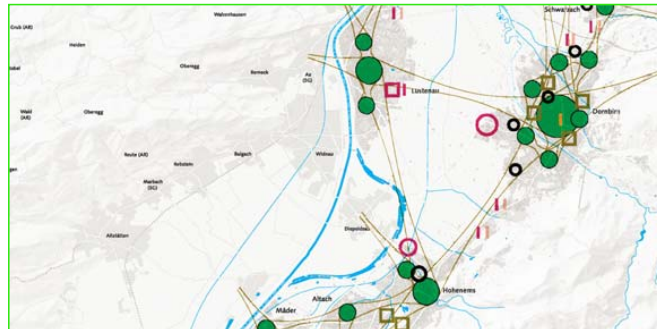 Schwarzach
Walzenhausen
Grub (AR)
Heiden
Oberegg
Berneck
Au
(SG)
Lustenau
Dornbirn
Wald
(AR)
Oberegg
Reute (AR)
Rebstein
Balgach
Widnau
Marbach
(SG)
Altstätten
Diepoldsau
Hohenems
Altach
Mäder